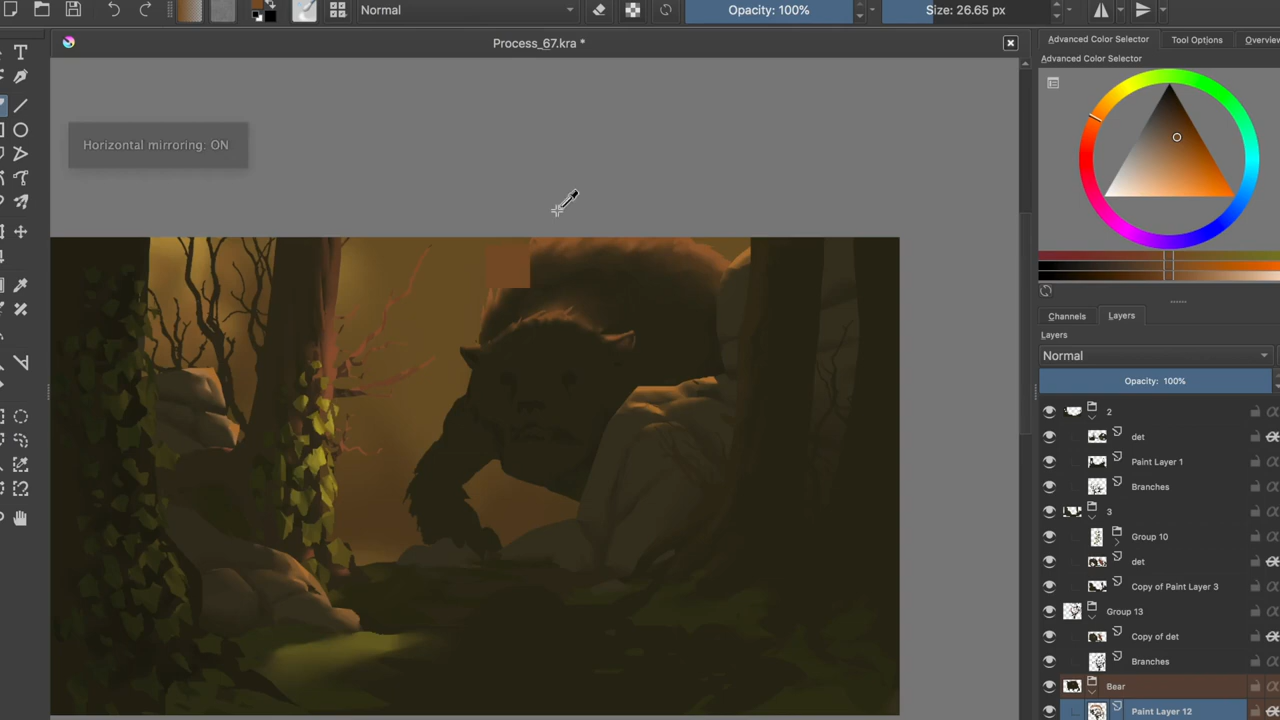 Normal
Opacity: 100%
Size: 26.65 px
Process_67.kra *
Horizontal mirroring: ON
Advanced Color Selector
Tool Options
Advanced Color Selector
Channels
Layers
Layers
Normal
Opacity: 100%
2
det
Paint Layer 1
Branches
3
Group 10
det
Copy of Paint Layer 3
Group 13
Copy of det
Branches
Bear
Paint Layer 12